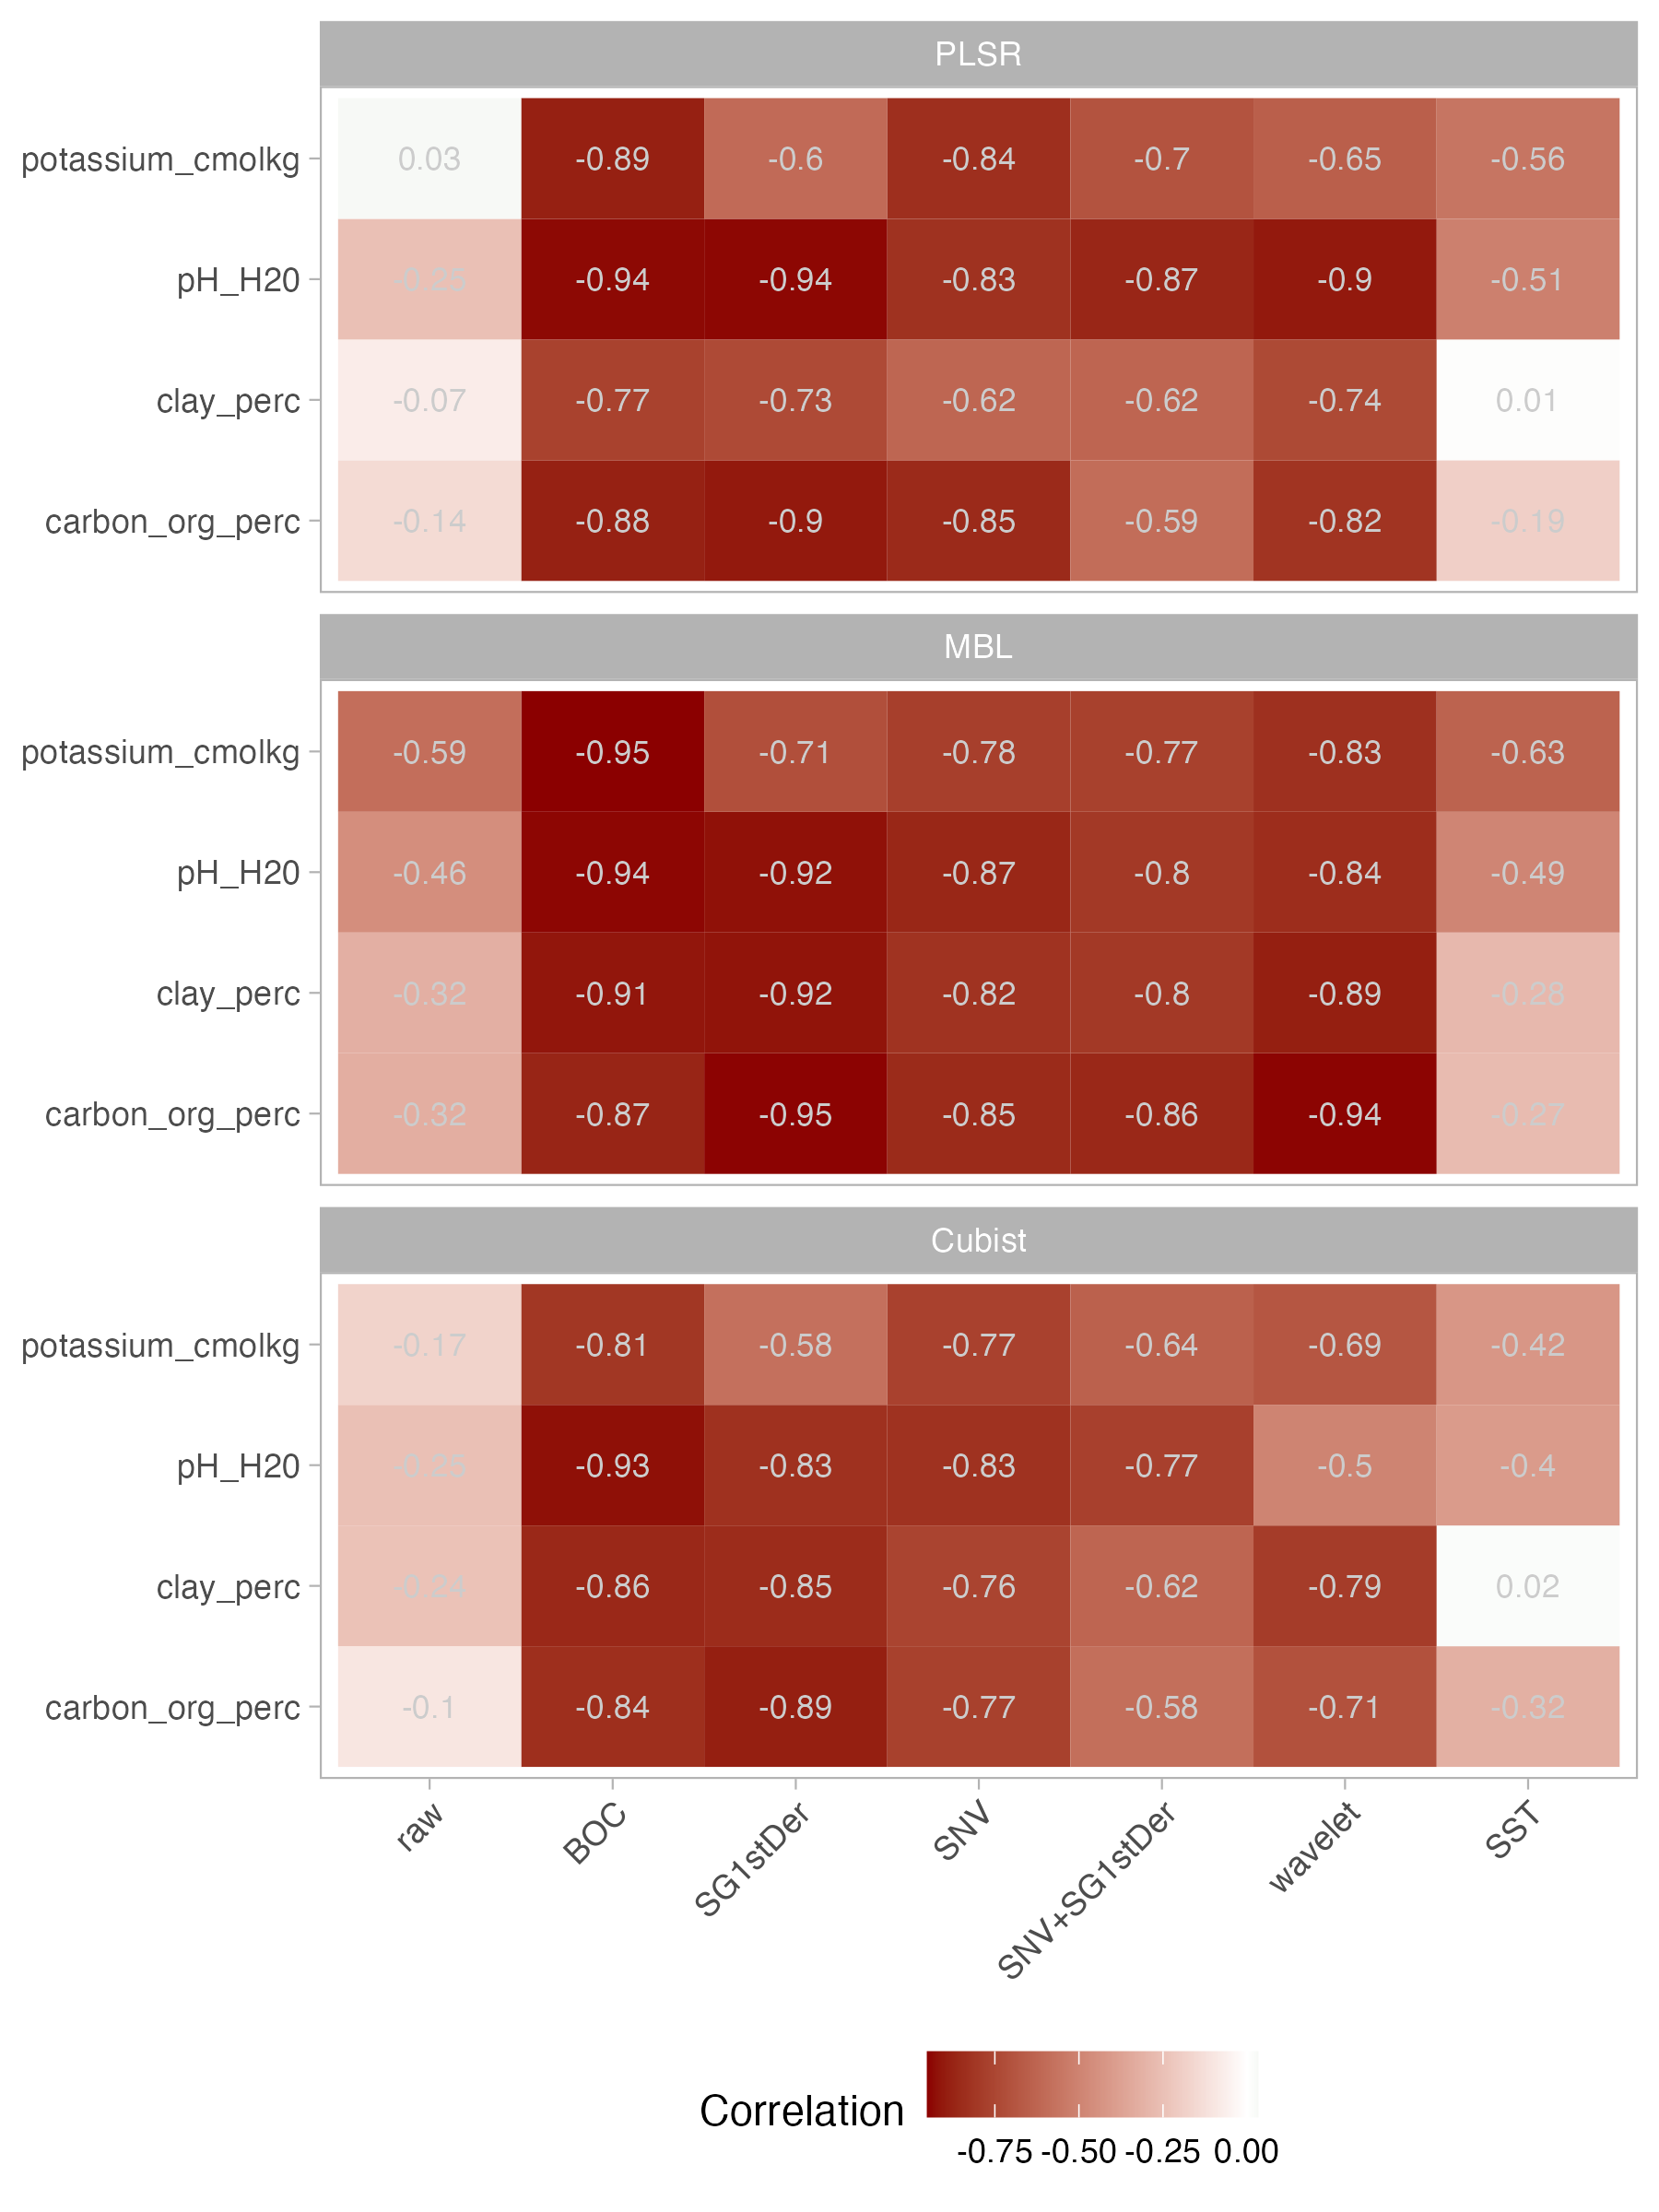 PLSR
potassium_cmolkg 0.03 -0.89 -0.6 -0.84 -0.7 -0.65 -0.56
pH_H20 -0.25 -0.94 -0.94 -0.83 -0.87 -0.9 -0.51
clay_perc -0.07 -0.77 -0.73 -0.62 -0.62 -0.74 0.01
carbon_org_perc -0.14 -0.88 -0.9 -0.85 -0.59 -0.82 -0.19
MBL
potassium_cmolkg -0.59 -0.95 -0.71 -0.78 -0.77 -0.83 -0.63
pH_H20 -0.46 -0.94 -0.92 -0.87 -0.8 -0.84 -0.49
clay_perc -0.32 -0.91 -0.92 -0.82 -0.8 -0.89 -0.28
carbon_org_perc -0.32 -0.87 -0.95 -0.85 -0.86 -0.94 -0.27
Cubist
potassium_cmolkg -0.17 -0.81 -0.58 -0.77 -0.64 -0.69 -0.42
pH_H20 -0.25 -0.93 -0.83 -0.83 -0.77 -0.5 -0.4
clay_perc -0.24 -0.86 -0.85 -0.76 -0.62 -0.79 0.02
carbon_org_perc -0.1 -0.84 -0.89 -0.77 -0.58 -0.71 -0.32
raw BOC SG1stDer SNV SNV+SG1stDer wavelet SST
Correlation
-0.75 -0.50 -0.25 0.00